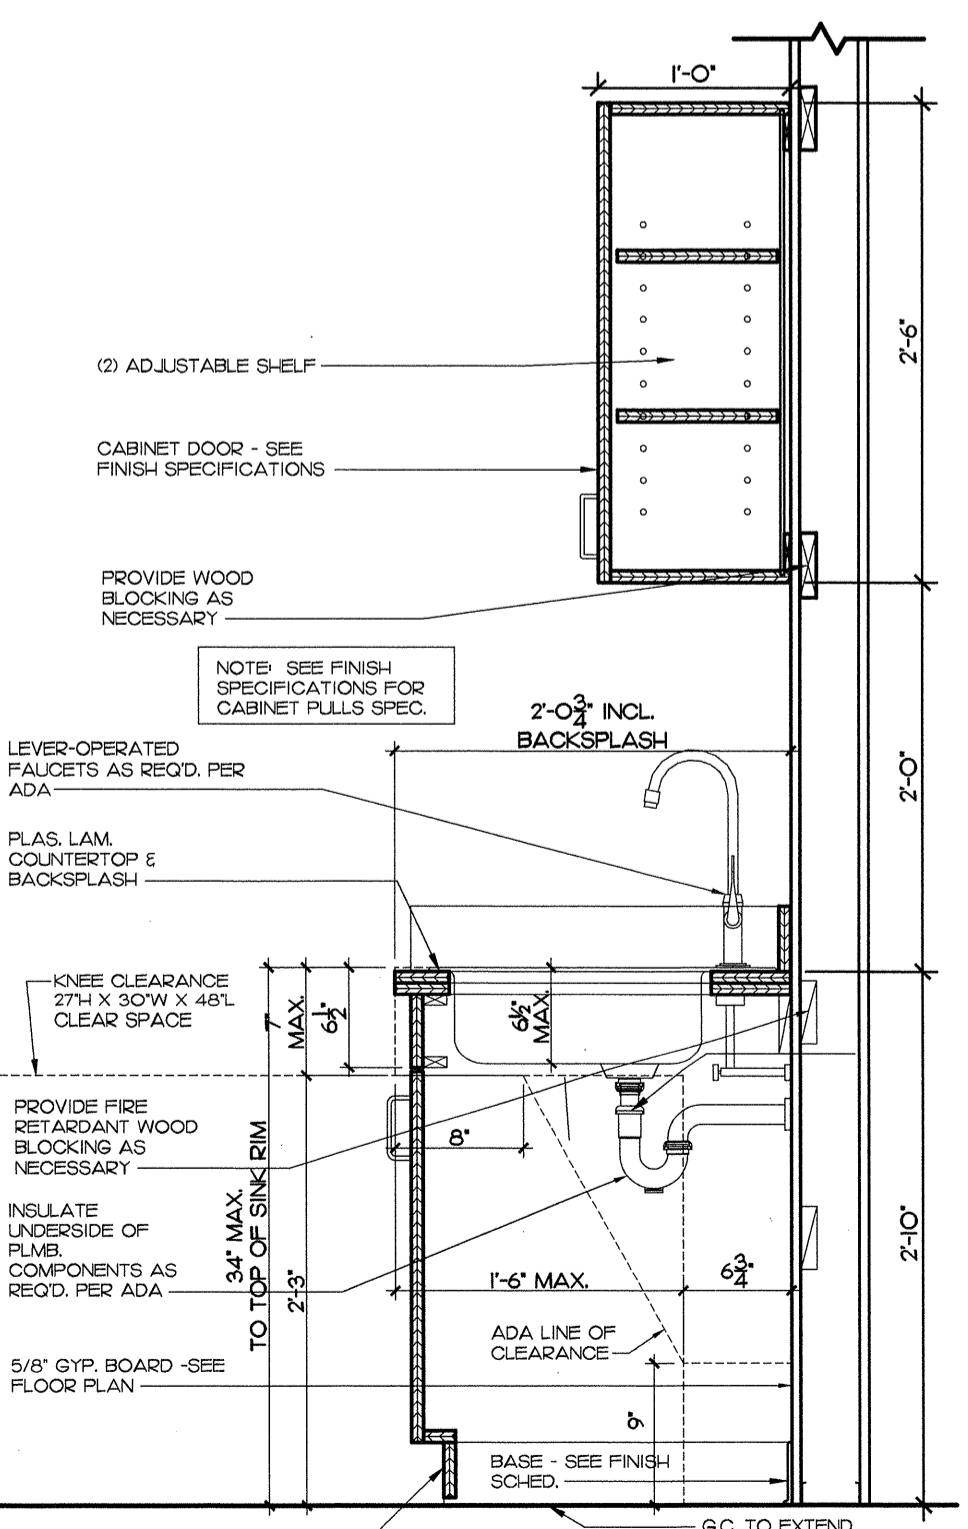 1'-0"
2'-6"
(2) ADJUSTABLE SHELF
CABINET DOOR - SEE
FINISH SPECIFICATIONS
PROVIDE WOOD
BLOCKING AS
NECESSARY
NOTE: SEE FINISH
SPECIFICATIONS FOR
CABINET PULLS SPEC.
2'-0 3/4" INCL.
BACKSPLASH
2'-0"
LEVER-OPERATED
FAUCETS AS REQ'D. PER
ADA
PLAS. LAM.
COUNTERTOP &
BACKSPLASH
KNEE CLEARANCE
27"H X 30"W X 48"L
CLEAR SPACE
7"
MAX.
6 1/2"
6 1/2"
MAX.
PROVIDE FIRE
RETARDANT WOOD
BLOCKING AS
NECESSARY
8"
34" MAX.
TO TOP OF SINK RIM
2'-3"
INSULATE
UNDERSIDE OF
PLMB.
COMPONENTS AS
REQ'D. PER ADA
1'-6" MAX.
6 3/4"
2'-10"
ADA LINE OF
CLEARANCE
5/8" GYP. BOARD -SEE
FLOOR PLAN
9"
BASE - SEE FINISH
SCHED.
G.C. TO EXTEND